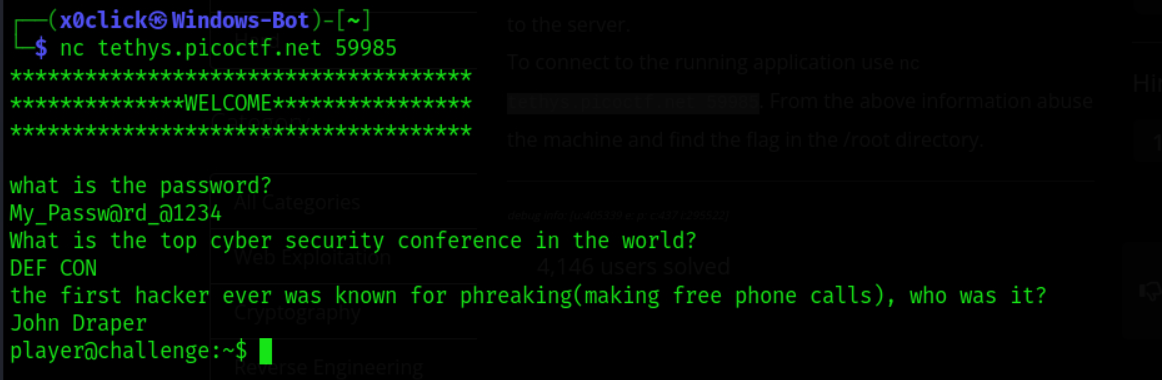 ┌──(x0click㉿Windows-Bot)-[~]
└─$ nc tethys.picoctf.net 59985
*************************************
**************WELCOME****************
*************************************
what is the password?
My_Passw@rd_@1234
What is the top cyber security conference in the world?
DEF CON
the first hacker ever was known for phreaking(making free phone calls), who was it?
John Draper
player@challenge:~$
to the server.
To connect to the running application use nc
. From the above information abuse
the machine and find the flag in the /root directory.
All Categories
Web Exploitation
4,146 users solved
Cryptography
Reverse Engineering